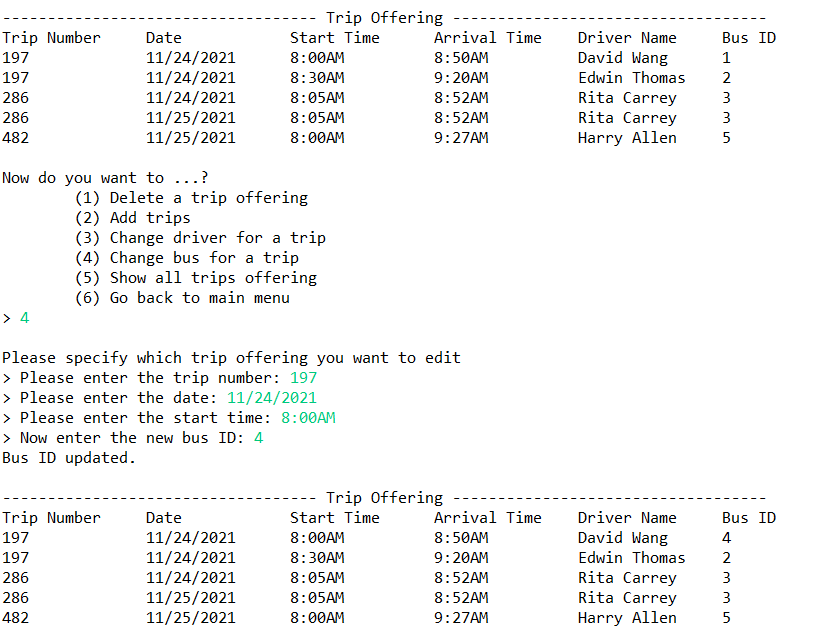 ----------------------------------- Trip Offering -----------------------------------
Trip Number     Date            Start Time      Arrival Time    Driver Name     Bus ID
197             11/24/2021      8:00AM          8:50AM          David Wang      1
197             11/24/2021      8:30AM          9:20AM          Edwin Thomas    2
286             11/24/2021      8:05AM          8:52AM          Rita Carrey     3
286             11/25/2021      8:05AM          8:52AM          Rita Carrey     3
482             11/25/2021      8:00AM          9:27AM          Harry Allen     5

Now do you want to ...?
        (1) Delete a trip offering
        (2) Add trips
        (3) Change driver for a trip
        (4) Change bus for a trip
        (5) Show all trips offering
        (6) Go back to main menu
> 4

Please specify which trip offering you want to edit
> Please enter the trip number: 197
> Please enter the date: 11/24/2021
> Please enter the start time: 8:00AM
> Now enter the new bus ID: 4
Bus ID updated.

----------------------------------- Trip Offering -----------------------------------
Trip Number     Date            Start Time      Arrival Time    Driver Name     Bus ID
197             11/24/2021      8:00AM          8:50AM          David Wang      4
197             11/24/2021      8:30AM          9:20AM          Edwin Thomas    2
286             11/24/2021      8:05AM          8:52AM          Rita Carrey     3
286             11/25/2021      8:05AM          8:52AM          Rita Carrey     3
482             11/25/2021      8:00AM          9:27AM          Harry Allen     5